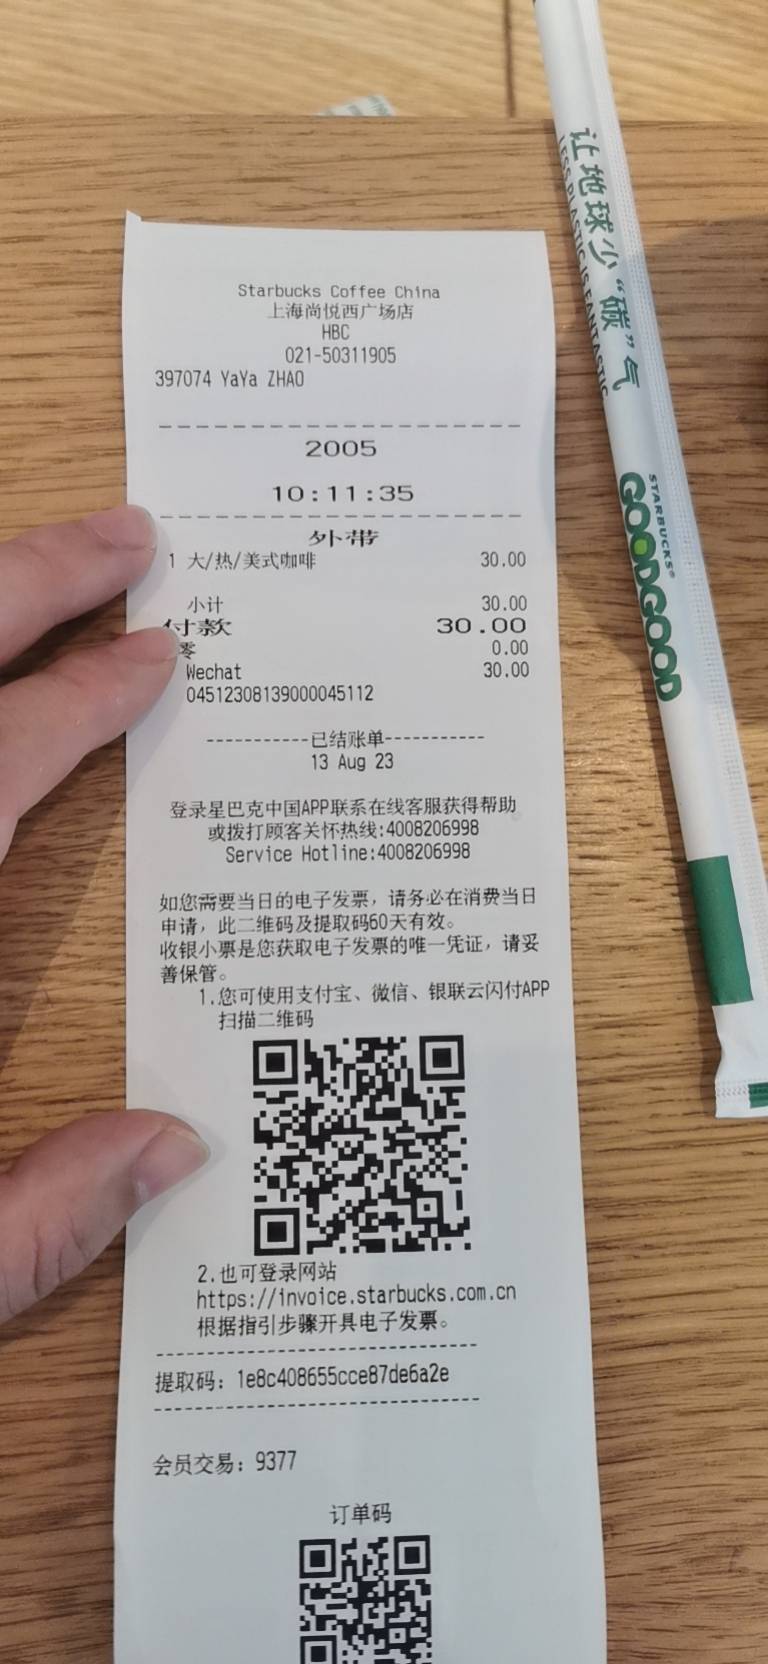 Starbucks Coffee China
上海尚悦西广场店
HBC
021-50311905
397074 YaYa ZHAO
2005
10:11:35
外带
1 大/热/美式咖啡 30.00
小计 30.00
付款 30.00
零 0.00
Wechat 30.00
04512308139000045112
-----------已结账单-----------
13 Aug 23
登录星巴克中国APP联系在线客服获得帮助
或拨打顾客关怀热线:4008206998
Service Hotline:4008206998
如您需要当日的电子发票，请务必在消费当日
申请，此二维码及提取码60天有效。
收银小票是您获取电子发票的唯一凭证，请妥
善保管。
1.您可使用支付宝、微信、银联云闪付APP
扫描二维码
2.也可登录网站
https://invoice.starbucks.com.cn
根据指引步骤开具电子发票。
提取码：1e8c408655cce87de6a2e
会员交易：9377
订单码
让地球少“碳”气
LESS PLASTIC IS FANTASTIC
STARBUCKS®
GOODGOOD